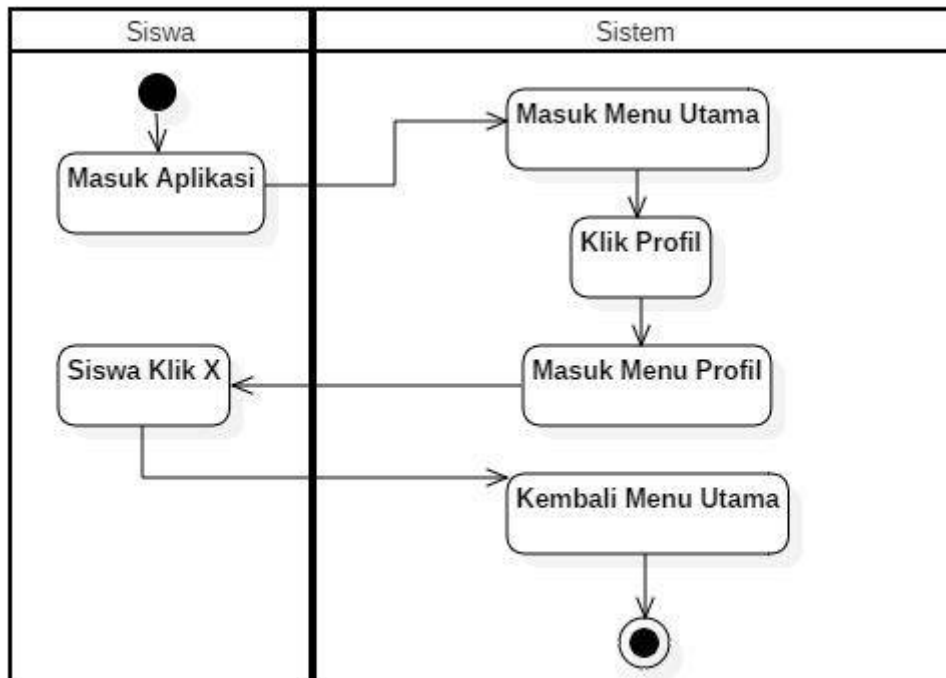 Siswa
Sistem
Masuk Aplikasi
Masuk Menu Utama
Klik Profil
Masuk Menu Profil
Siswa Klik X
Kembali Menu Utama